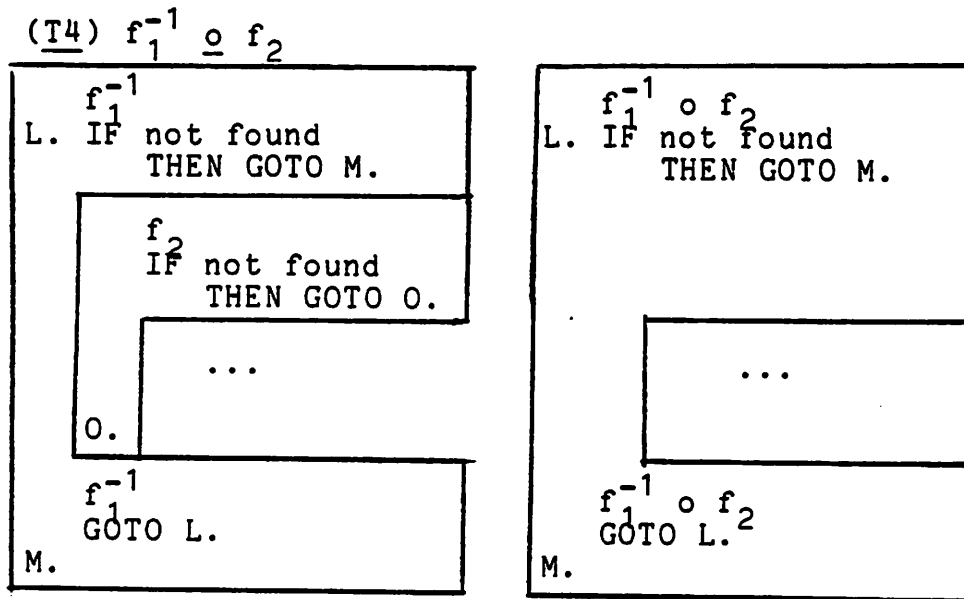 (T4) f₁⁻¹ o f₂
f₁⁻¹
L. IF not found
THEN GOTO M.
f₂
IF not found
THEN GOTO O.
...
O.
f₁⁻¹
GOTO L.
M.
f₁⁻¹ o f₂
L. IF not found
THEN GOTO M.
...
f₁⁻¹ o f₂
GOTO L.
M.